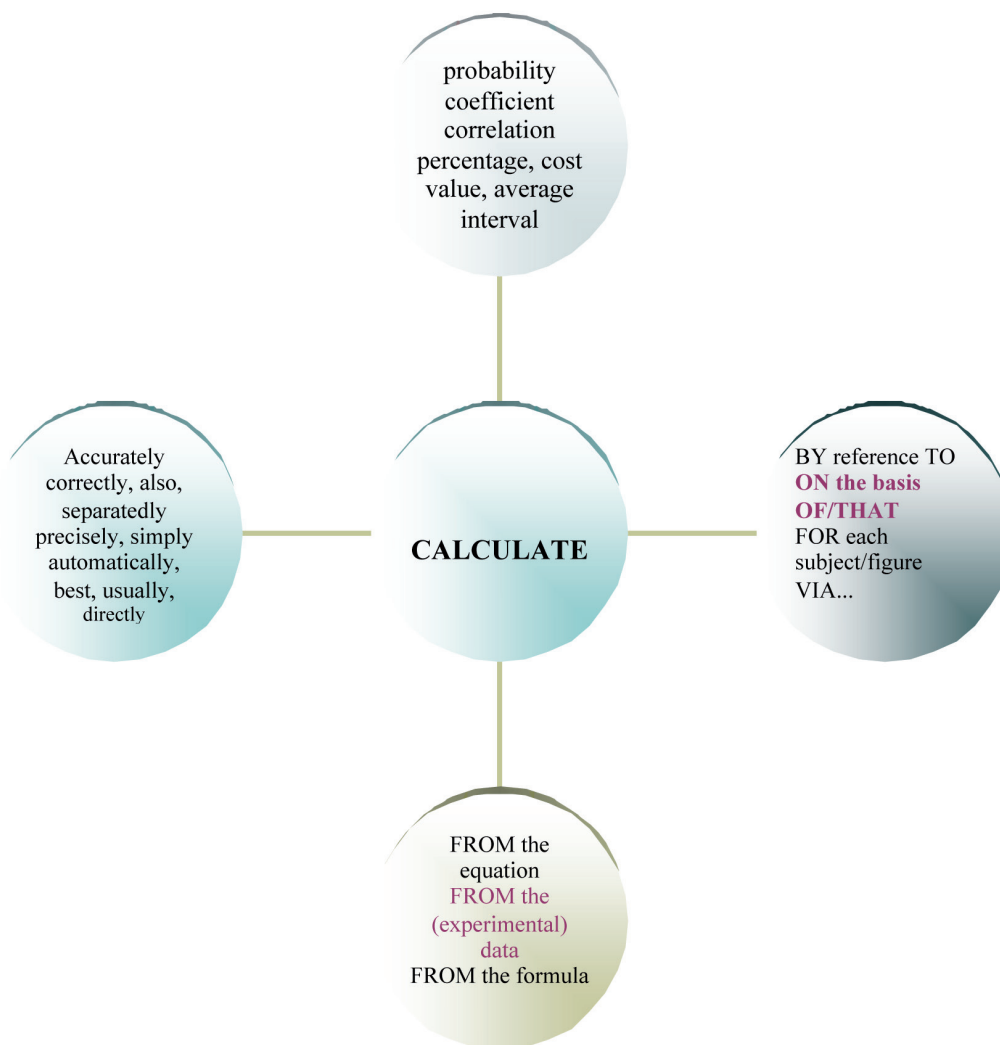 probability
coefficient
correlation
percentage, cost
value, average
interval
Accurately
correctly, also,
separatedly
precisely, simply
automatically,
best, usually,
directly
CALCULATE
BY reference TO
ON the basis
OF/THAT
FOR each
subject/figure
VIA...
FROM the
equation
FROM the
(experimental)
data
FROM the formula